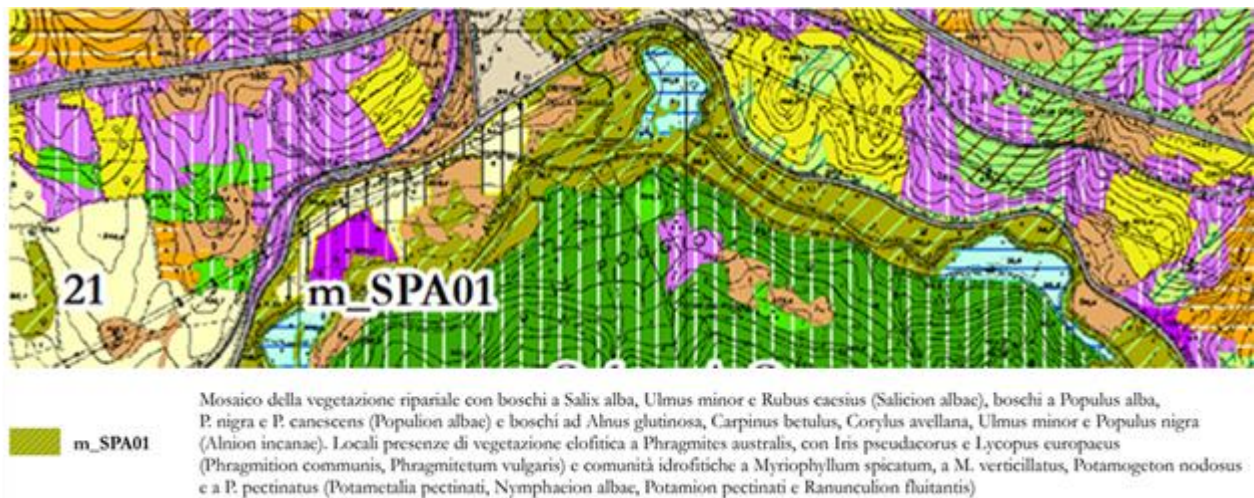 21
m_SPA01
m_SPA01
Mosaico della vegetazione ripariale con boschi a Salix alba, Ulmus minor e Rubus caesius (Salicion albae), boschi a Populus alba,
P. nigra e P. canescens (Populion albae) e boschi ad Alnus glutinosa, Carpinus betulus, Corylus avellana, Ulmus minor e Populus nigra
(Alnion incanae). Locali presenze di vegetazione elofitica a Phragmites australis, con Iris pseudacorus e Lycopus europaeus
(Phragmition communis, Phragmitetum vulgaris) e comunità idrofitiche a Myriophyllum spicatum, a M. verticillatus, Potamogeton nodosus
e a P. pectinatus (Potametalia pectinati, Nymphaeion albae, Potamion pectinati e Ranunculion fluitantis)